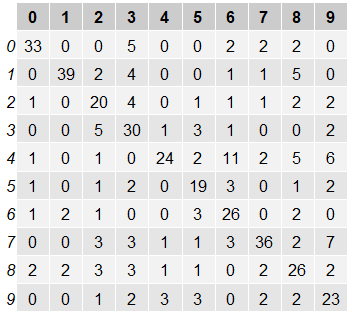 0 1 2 3 4 5 6 7 8 9
0 33 0 0 5 0 0 2 2 2 0
1 0 39 2 4 0 0 1 1 5 0
2 1 0 20 4 0 1 1 1 2 2
3 0 0 5 30 1 3 1 0 0 2
4 1 0 1 0 24 2 11 2 5 6
5 1 0 1 2 0 19 3 0 1 2
6 1 2 1 0 0 3 26 0 2 0
7 0 0 3 3 1 1 3 36 2 7
8 2 2 3 3 1 1 0 2 26 2
9 0 0 1 2 3 3 0 2 2 23